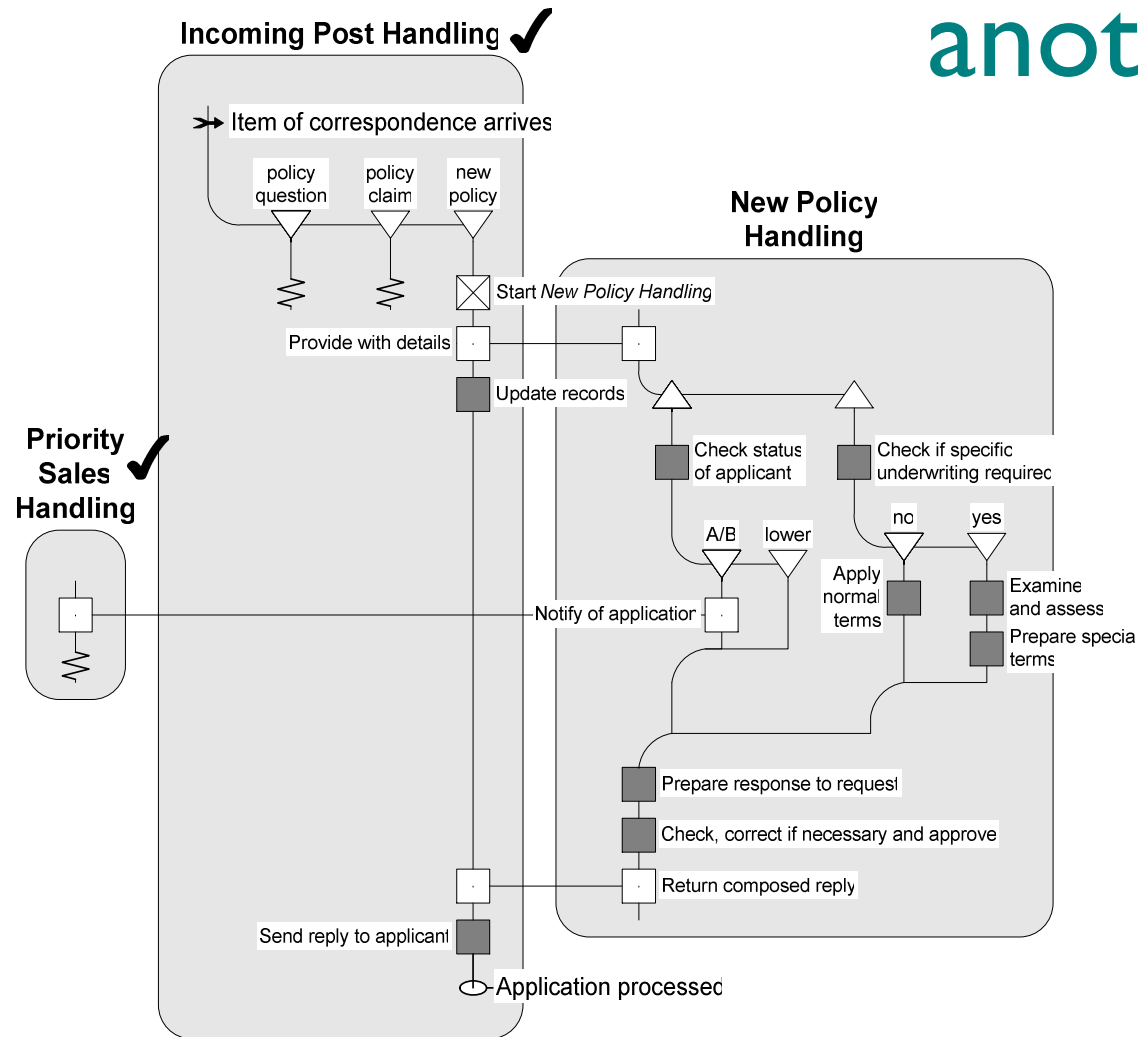 Incoming Post Handling
anot
Item of correspondence arrives
policy
question
policy
claim
new
policy
New Policy
Handling
Start New Policy Handling
Provide with details
Update records
Priority
Sales
Handling
Check status
of applicant
Check if specific
underwriting required
A/B
lower
no
yes
Apply
normal
terms
Examine
and assess
Notify of application
Prepare specia
terms
Prepare response to request
Check, correct if necessary and approve
Return composed reply
Send reply to applicant
Application processed